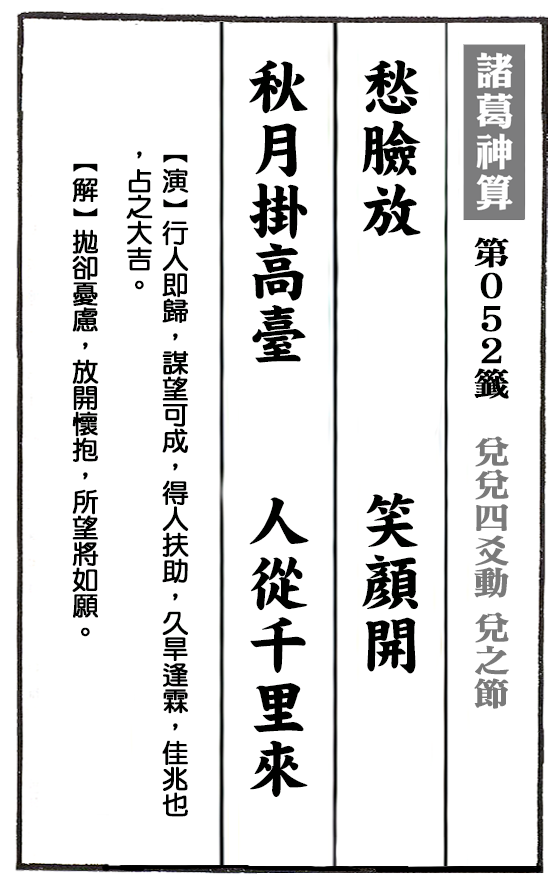 諸葛神算 第052籤 兌兌四爻動 兌之節
愁臉放 笑顏開
秋月掛高臺 人從千里來
【演】行人即歸，謀望可成，得人扶助，久旱逢霖，佳兆也
，占之大吉。
【解】拋卻憂慮，放開懷抱，所望將如願。